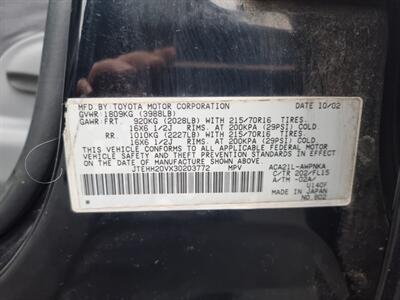 MFD BY TOYOTA MOTOR CORPORATION DATE 10/02
GVWR: 1809KG (3988LB)
GAWR: FRT. 920KG (2028LB) WITH 215/70R16 TIRES,
16X6 1/2J RIMS, AT 200KPA (29PSI) COLD.
RR. 1010KG (2227LB) WITH 215/70R16 TIRES,
16X6 1/2J RIMS, AT 200KPA (29PSI) COLD.
THIS VEHICLE CONFORMS TO ALL APPLICABLE FEDERAL MOTOR
VEHICLE SAFETY AND BUMPER STANDARDS IN EFFECT
ON THE DATE OF MANUFACTURE SHOWN ABOVE.
JTEHH20VX30203772 MPV
ACA21L-AWPNKA
C/TR 202/FL15
A/TM -02A/
U140F
MADE IN JAPAN
NO.802